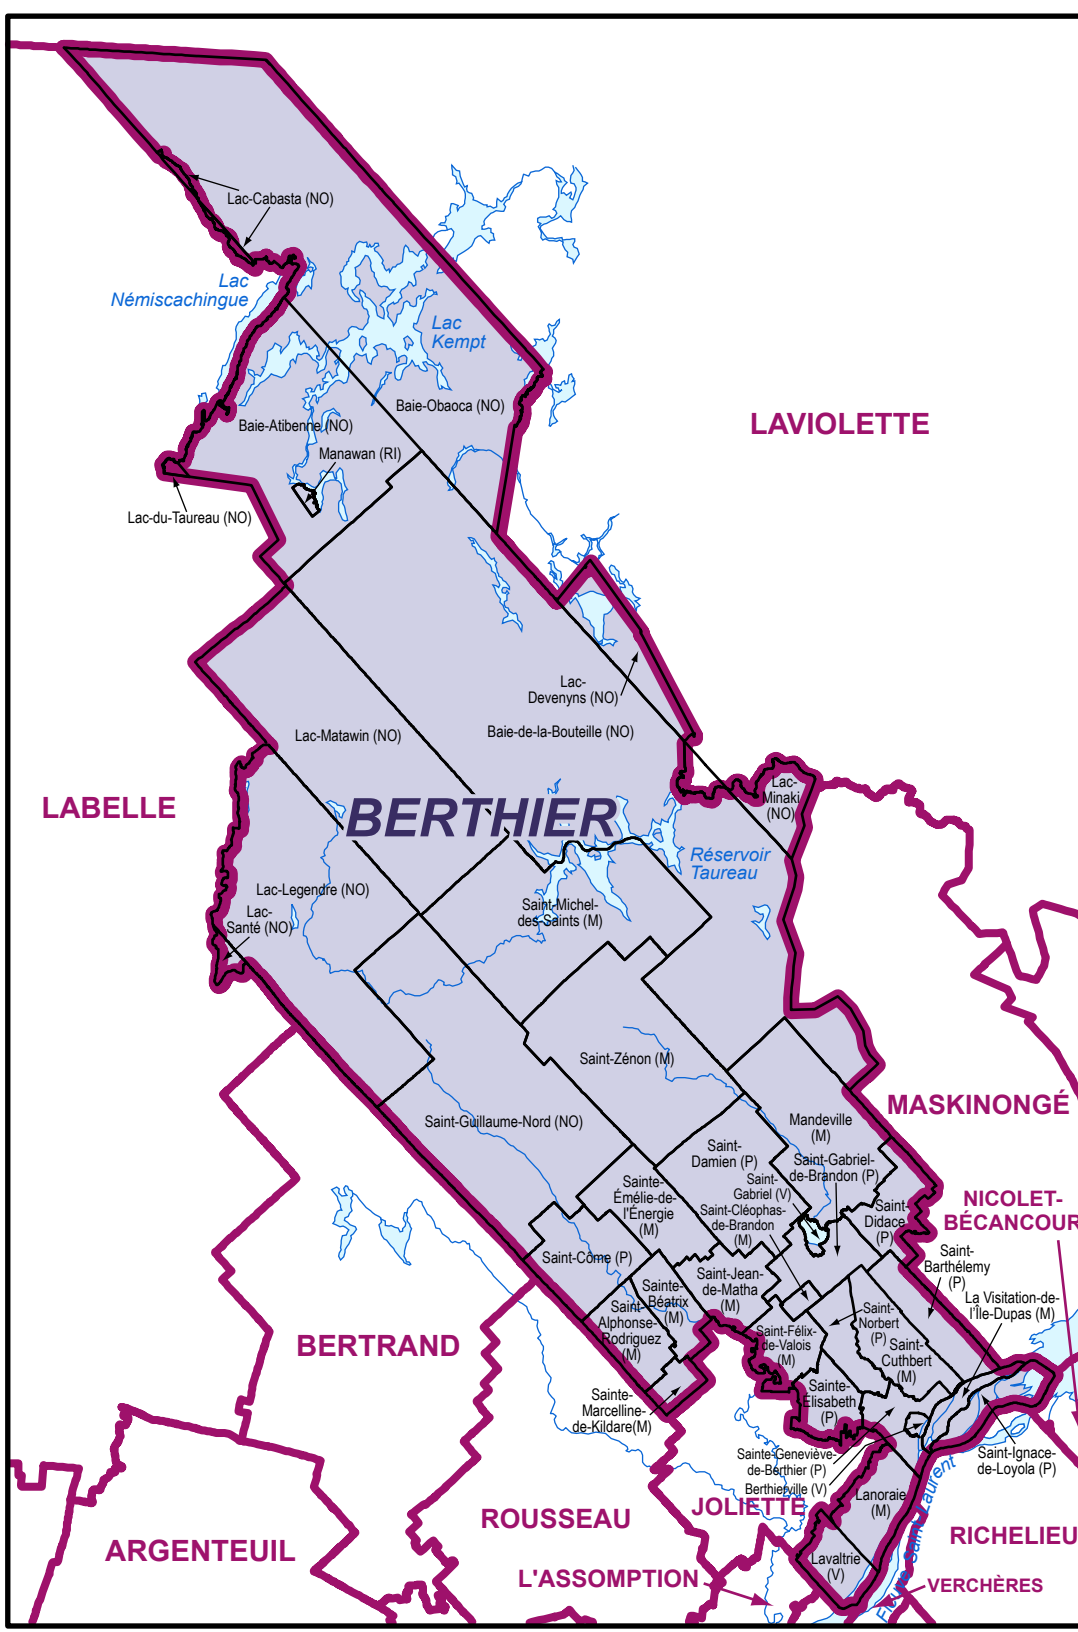 Lac-Cabasta (NO)
Lac
Némiscachingue
Lac
Kempt
Baie-Obaoca (NO)
Baie-Atibenne (NO)
Manawan (RI)
LAVIOLETTE
Lac-du-Taureau (NO)
Lac-
Devenyns (NO)
Baie-de-la-Bouteille (NO)
Lac-Matawin (NO)
Lac-
Minaki
(NO)
LABELLE
BERTHIER
Réservoir
Taureau
Lac-Legendre (NO)
Lac-
Santé (NO)
Saint-Michel-
des-Saints (M)
Saint-Zénon (M)
MASKINONGÉ
Saint-Guillaume-Nord (NO)
Mandeville
(M)
Saint-
Damien (P)
Saint-Gabriel-
de-Brandon (P)
Saint-
Gabriel (V)
Sainte-
Émélie-de-
l'Énergie
(M)
Saint-Cléophas-
de-Brandon
(M)
Saint-
Didace
(P)
NICOLET-
BÉCANCOUR
Saint-Côme (P)
Saint-
Barthélemy
(P)
Saint-Jean-
de-Matha
(M)
Sainte-
Béatrix
(M)
La Visitation-de-
l'Île-Dupas (M)
Saint-
Alphonse-
Rodriguez
(M)
Saint-
Norbert
(P)
Saint-Félix-
de-Valois
(M)
Saint-
Cuthbert
(M)
BERTRAND
Sainte-
Élisabeth
(P)
Sainte-
Marcelline-
de-Kildare(M)
Sainte-Geneviève-
de-Berthier (P)
Berthierville (V)
Saint-Ignace-
de-Loyola (P)
Lanoraie
(M)
JOLIETTE
ROUSSEAU
RICHELIEU
ARGENTEUIL
Lavaltrie
(V)
L'ASSOMPTION
VERCHÈRES
Fleuve Saint-Laurent